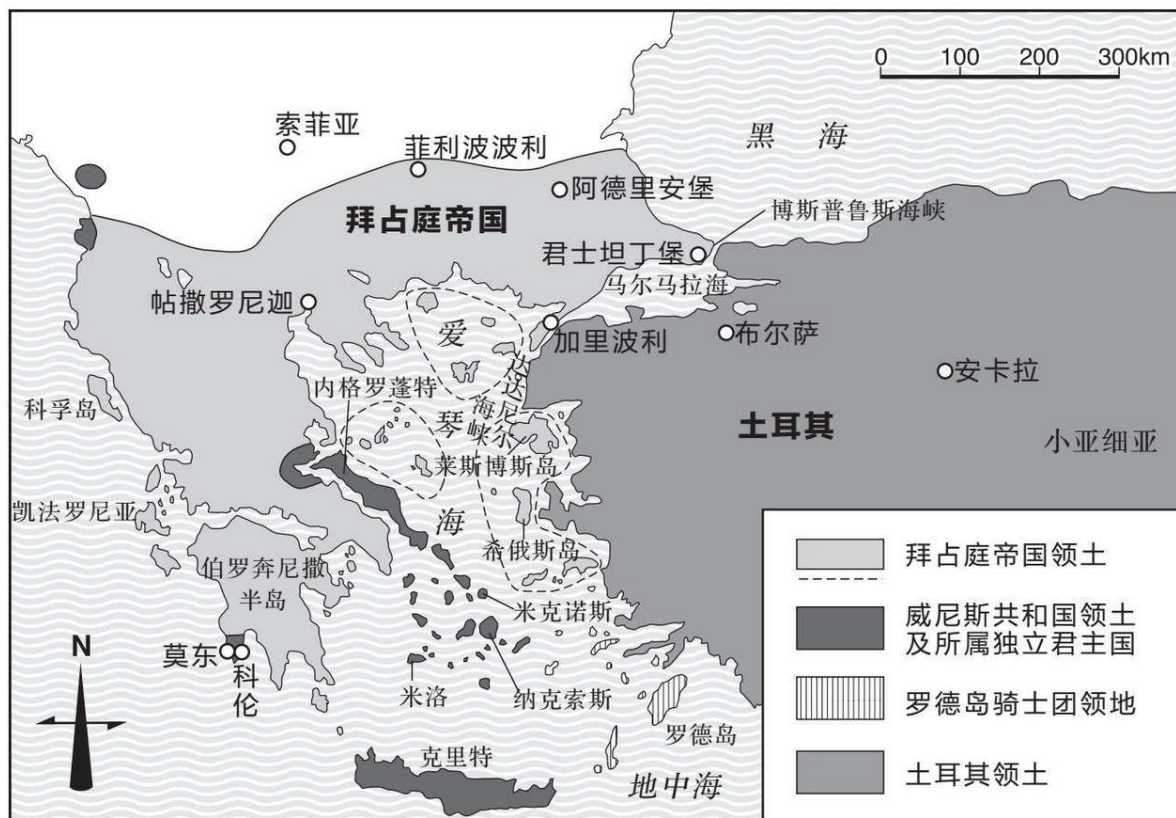 0 100 200 300km
黑 海
索菲亚
菲利波波利
阿德里安堡
拜占庭帝国
博斯普鲁斯海峡
君士坦丁堡
马尔马拉海
帖撒罗尼迦
爱琴海
加里波利
布尔萨
达达尼尔
海峡
安卡拉
内格罗蓬特
科孚岛
土耳其
小亚细亚
莱斯博斯岛
凯法罗尼亚
希俄斯岛
伯罗奔尼撒
半岛
米克诺斯
N
莫东
科伦
米洛
纳克索斯
罗德岛
克里特
地中海
拜占庭帝国领土
威尼斯共和国领土
及所属独立君主国
罗德岛骑士团领地
土耳其领土